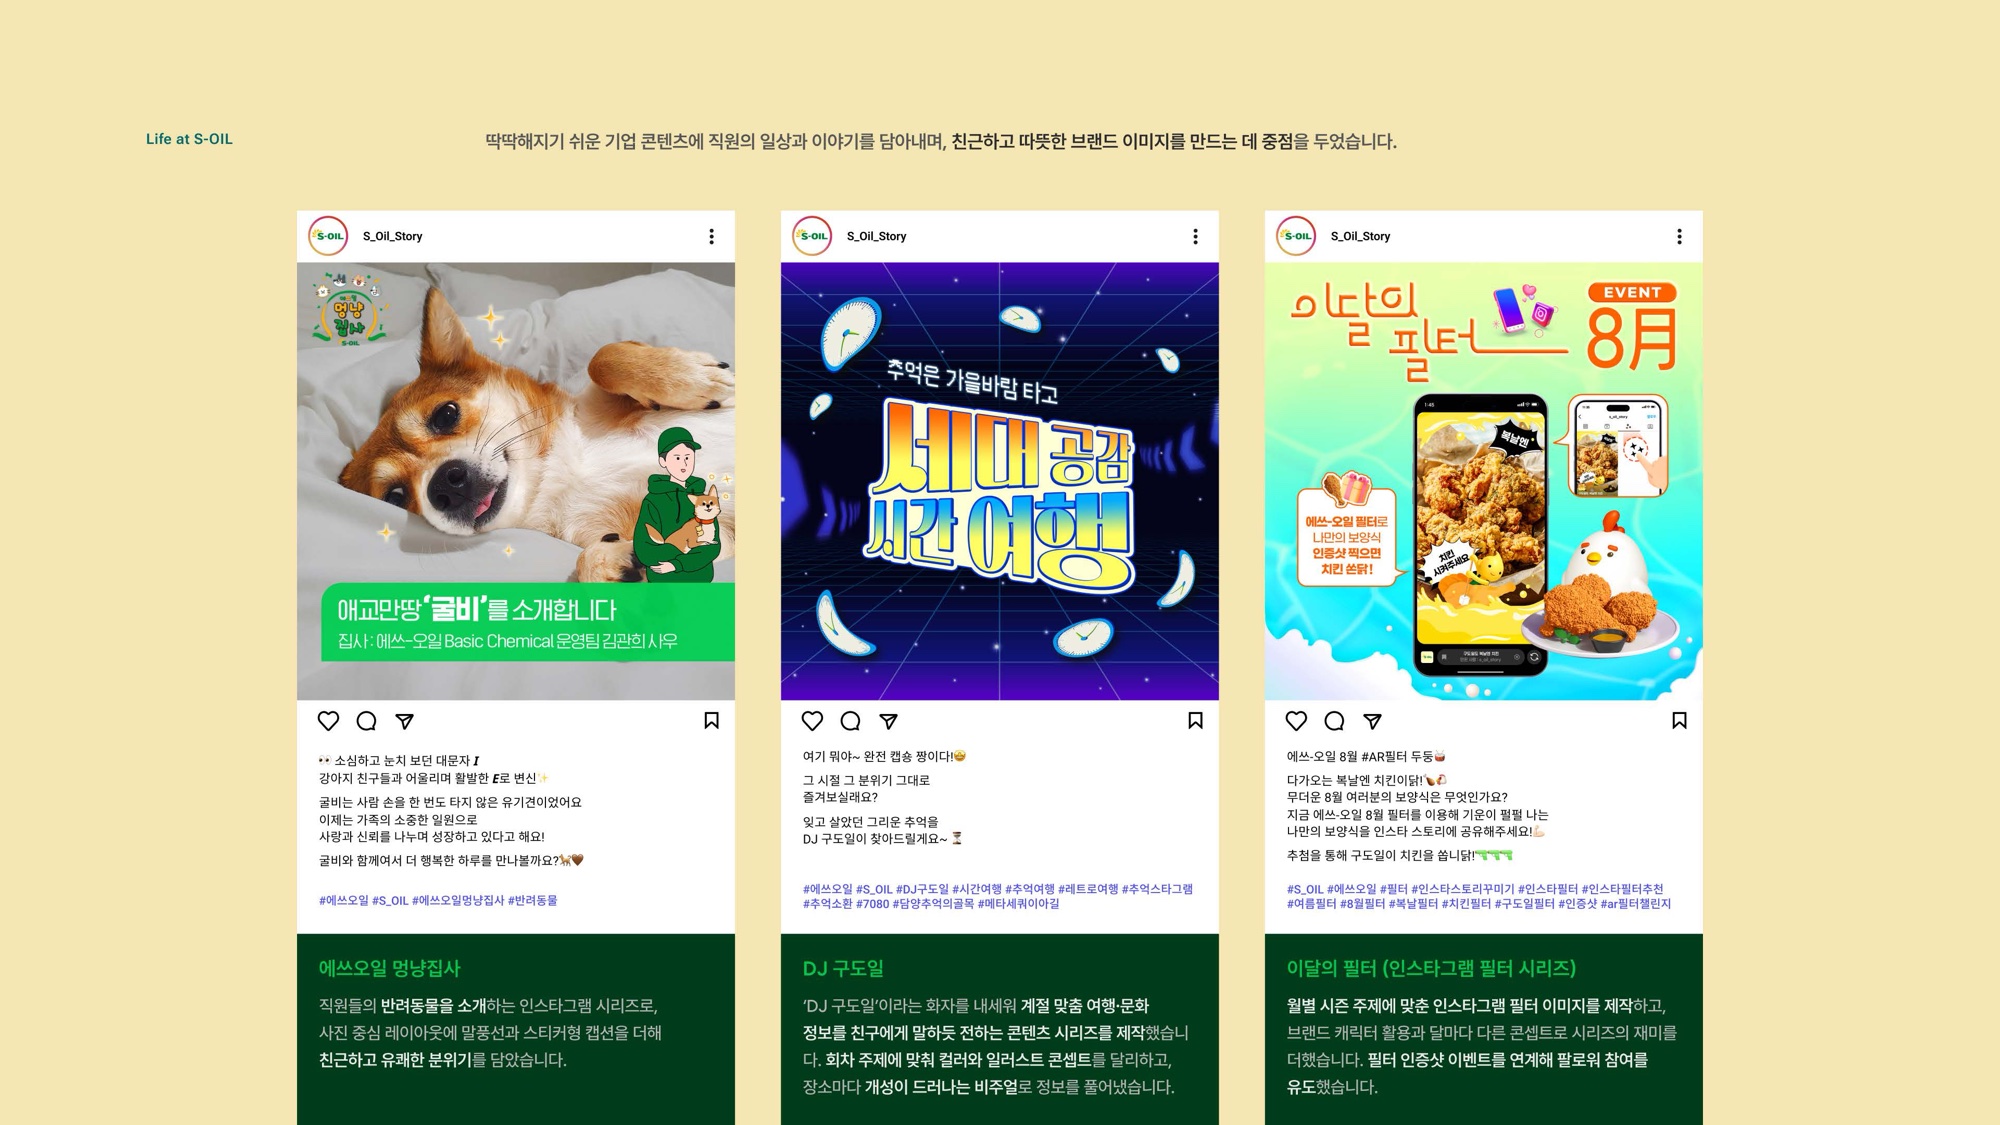 Life at S-OIL
딱딱해지기 쉬운 기업 콘텐츠에 직원의 일상과 이야기를 담아내며, 친근하고 따뜻한 브랜드 이미지를 만드는 데 중점을 두었습니다.
S-OIL
S_Oil_Story
멍냥
집사
S-OIL
애교만땅 '굴비'를 소개합니다
집사 : 에쓰-오일 Basic Chemical 운영팀 김관희 사우
👀 소심하고 눈치 보던 대문자 I
강아지 친구들과 어울리며 활발한 E로 변신✨
굴비는 사람 손을 한 번도 타지 않은 유기견이었어요
이제는 가족의 소중한 일원으로
사랑과 신뢰를 나누며 성장하고 있다고 해요!
굴비와 함께여서 더 행복한 하루를 만나볼까요?🐕🤎
#에쓰오일 #S_OIL #에쓰오일멍냥집사 #반려동물
에쓰오일 멍냥집사
직원들의 반려동물을 소개하는 인스타그램 시리즈로,
사진 중심 레이아웃에 말풍선과 스티커형 캡션을 더해
친근하고 유쾌한 분위기를 담았습니다.
S-OIL
S_Oil_Story
추억은 가을바람 타고
세대 공감
시간 여행
여기 뭐야~ 완전 캡숑 짱이다!🤩
그 시절 그 분위기 그대로
즐겨보실래요?
잊고 살았던 그리운 추억을
DJ 구도일이 찾아드릴게요~ ⏳
#에쓰오일 #S_OIL #DJ구도일 #시간여행 #추억여행 #레트로여행 #추억스타그램
#추억소환 #7080 #담양추억의골목 #메타세쿼이아길
DJ 구도일
'DJ 구도일'이라는 화자를 내세워 계절 맞춤 여행·문화
정보를 친구에게 말하듯 전하는 콘텐츠 시리즈를 제작했습니
다. 회차 주제에 맞춰 컬러와 일러스트 콘셉트를 달리하고,
장소마다 개성이 드러나는 비주얼로 정보를 풀어냈습니다.
S-OIL
S_Oil_Story
이달의
필터
EVENT
8月
1:45
복날엔
s_oil_story
에쓰-오일 필터로
나만의 보양식
인증샷 찍으면
치킨 쏜닭!
치킨
시켜주세요
에쓰-오일 8월 #AR필터 두둥🥁
다가오는 복날엔 치킨이닭!🍗🐔
무더운 8월 여러분의 보양식은 무엇인가요?
지금 에쓰-오일 8월 필터를 이용해 기운이 펄펄 나는
나만의 보양식을 인스타 스토리에 공유해주세요!💪🏻
추첨을 통해 구도일이 치킨을 쏩니닭!🔫🔫🔫
#S_OIL #에쓰오일 #필터 #인스타스토리꾸미기 #인스타필터 #인스타필터추천
#여름필터 #8월필터 #복날필터 #치킨필터 #구도일필터 #인증샷 #ar필터챌린지
이달의 필터 (인스타그램 필터 시리즈)
월별 시즌 주제에 맞춘 인스타그램 필터 이미지를 제작하고,
브랜드 캐릭터 활용과 달마다 다른 콘셉트로 시리즈의 재미를
더했습니다. 필터 인증샷 이벤트를 연계해 팔로워 참여를
유도했습니다.